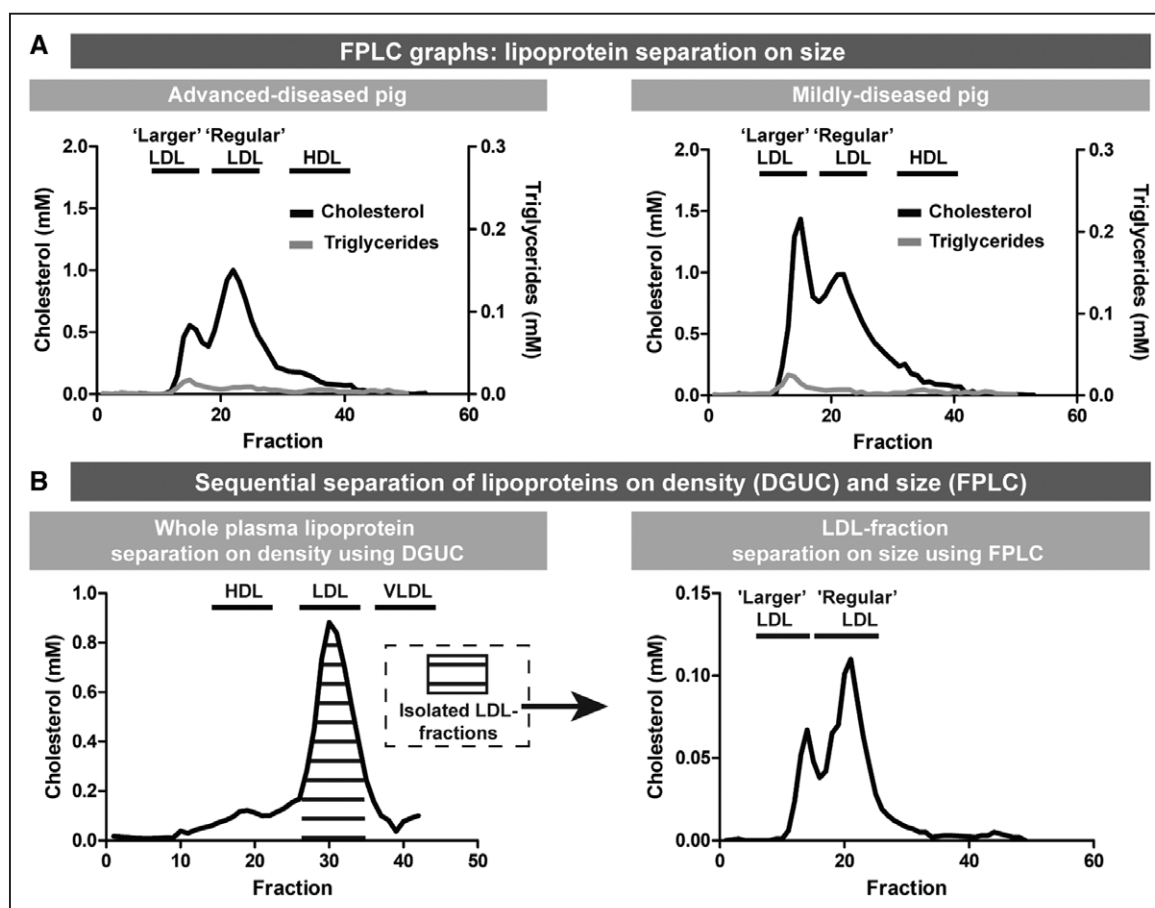 A
FPLC graphs: lipoprotein separation on size
Advanced-diseased pig
'Larger' 'Regular'
LDL LDL HDL
2.0
1.5
1.0
0.5
0.0
Cholesterol (mM)
0.3
0.2
0.1
0.0
Triglycerides (mM)
Cholesterol
Triglycerides
0 20 40 60
Fraction
Mildly-diseased pig
'Larger' 'Regular'
LDL LDL HDL
2.0
1.5
1.0
0.5
0.0
Cholesterol (mM)
0.3
0.2
0.1
0.0
Triglycerides (mM)
Cholesterol
Triglycerides
0 20 40 60
Fraction
B
Sequential separation of lipoproteins on density (DGUC) and size (FPLC)
Whole plasma lipoprotein
separation on density using DGUC
HDL LDL VLDL
1.0
0.8
0.6
0.4
0.2
0.0
Cholesterol (mM)
0 10 20 30 40 50
Fraction
Isolated LDL-
fractions
LDL-fraction
separation on size using FPLC
'Larger' 'Regular'
LDL LDL
0.15
0.10
0.05
0.00
Cholesterol (mM)
0 20 40 60
Fraction